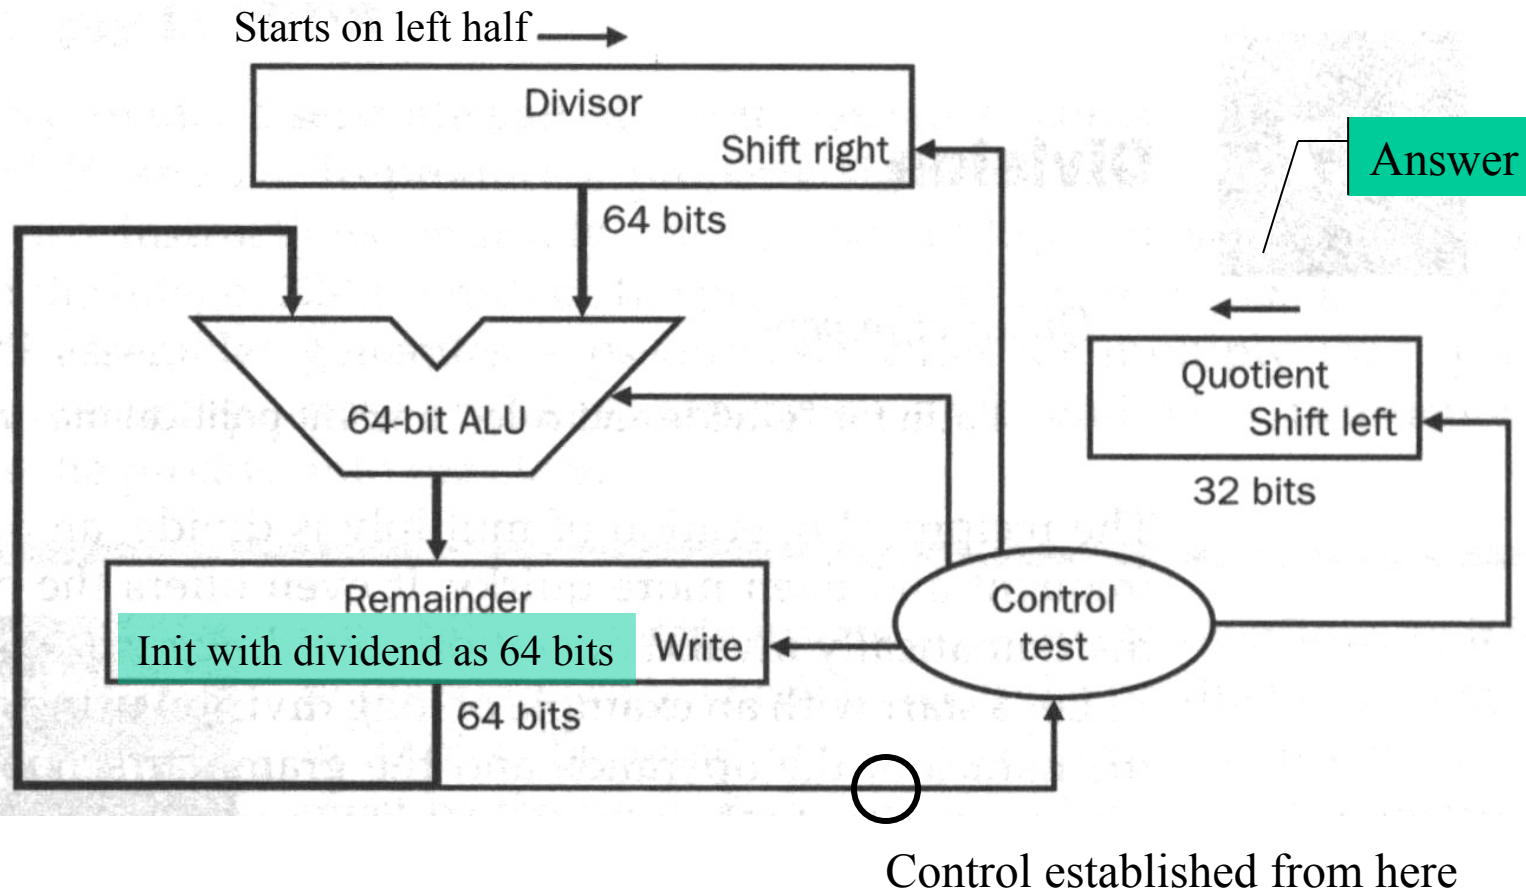 Starts on left half
Divisor
Shift right
Answer
64 bits
Quotient
Shift left
64-bit ALU
32 bits
Remainder
Control
test
Init with dividend as 64 bits
Write
64 bits
Control established from here